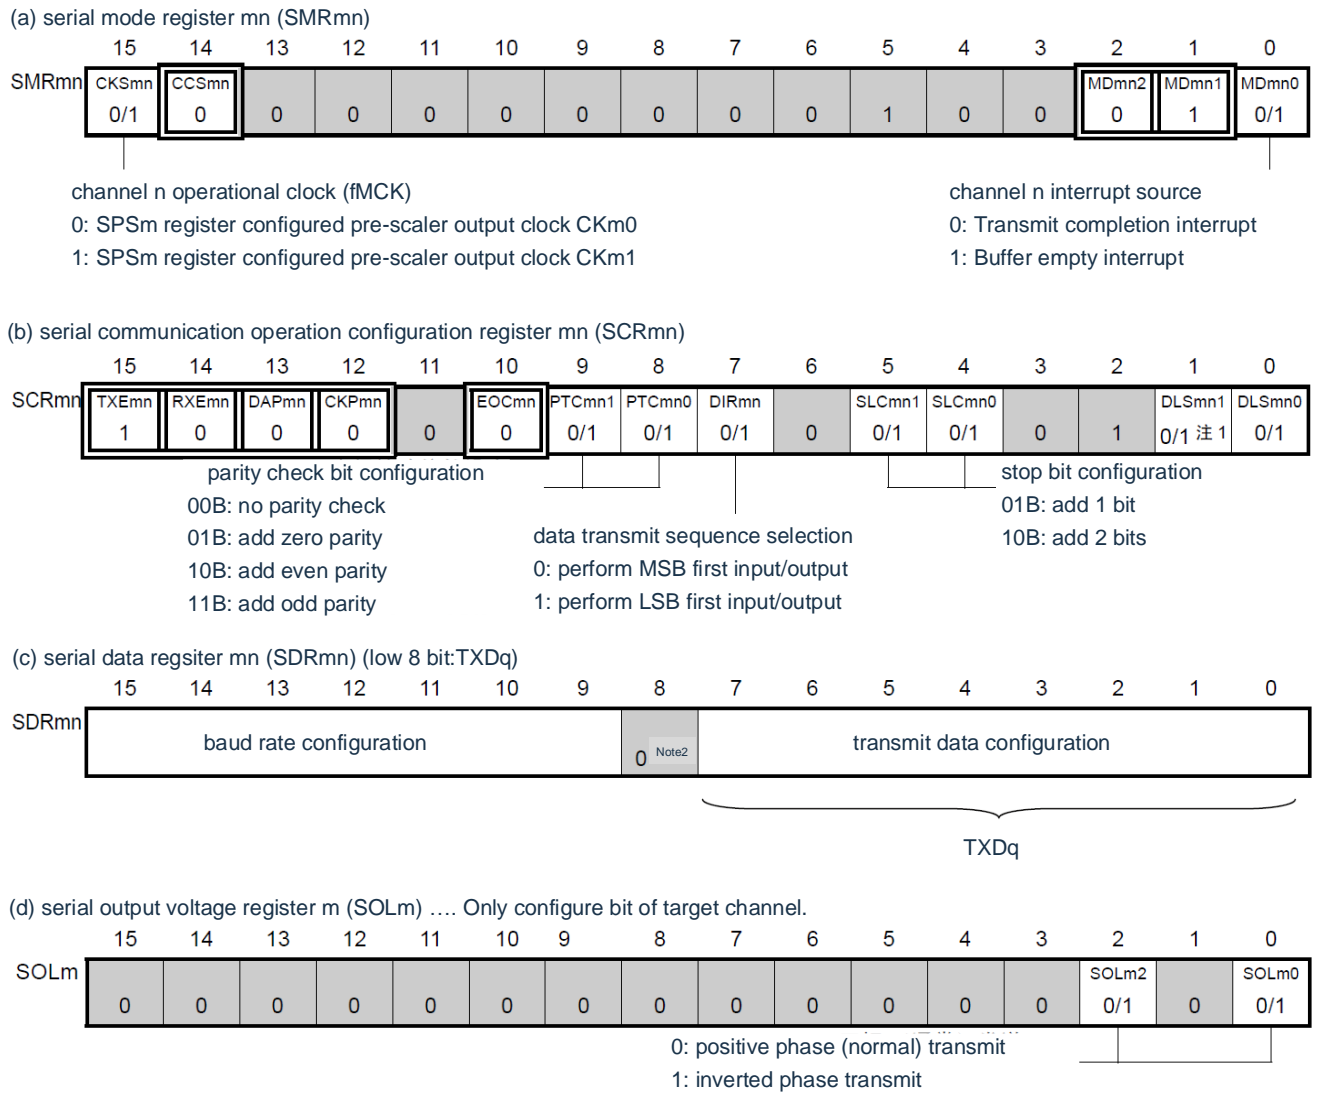 (a) serial mode register mn (SMRmn)
15 14 13 12 11 10 9 8 7 6 5 4 3 2 1 0
SMRmn CKSmn CCSmn MDmn2 MDmn1 MDmn0
0/1 0 0 0 0 0 0 0 0 0 1 0 0 0 1 0/1
channel n operational clock (fMCK)
0: SPSm register configured pre-scaler output clock CKm0
1: SPSm register configured pre-scaler output clock CKm1
channel n interrupt source
0: Transmit completion interrupt
1: Buffer empty interrupt
(b) serial communication operation configuration register mn (SCRmn)
15 14 13 12 11 10 9 8 7 6 5 4 3 2 1 0
SCRmn TXEmn RXEmn DAPmn CKPmn EOCmn PTCmn1 PTCmn0 DIRmn SLCmn1 SLCmn0 DLSmn1 DLSmn0
1 0 0 0 0 0 0/1 0/1 0/1 0 0/1 0/1 0 1 0/1 注 1 0/1
parity check bit configuration
00B: no parity check
01B: add zero parity
10B: add even parity
11B: add odd parity
data transmit sequence selection
0: perform MSB first input/output
1: perform LSB first input/output
stop bit configuration
01B: add 1 bit
10B: add 2 bits
(c) serial data regsiter mn (SDRmn) (low 8 bit:TXDq)
15 14 13 12 11 10 9 8 7 6 5 4 3 2 1 0
SDRmn baud rate configuration 0 Note2 transmit data configuration
TXDq
(d) serial output voltage register m (SOLm) .... Only configure bit of target channel.
15 14 13 12 11 10 9 8 7 6 5 4 3 2 1 0
SOLm SOLm2 SOLm0
0 0 0 0 0 0 0 0 0 0 0 0 0 0/1 0 0/1
0: positive phase (normal) transmit
1: inverted phase transmit